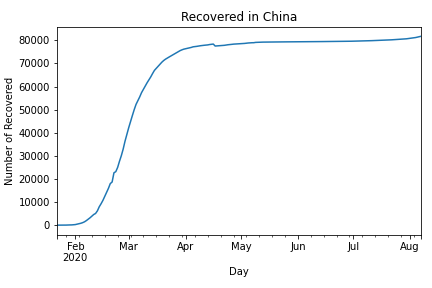 Recovered in China
80000
70000
60000
50000
40000
30000
20000
10000
0
Number of Recovered
Feb Mar Apr May Jun Jul Aug
2020
Day